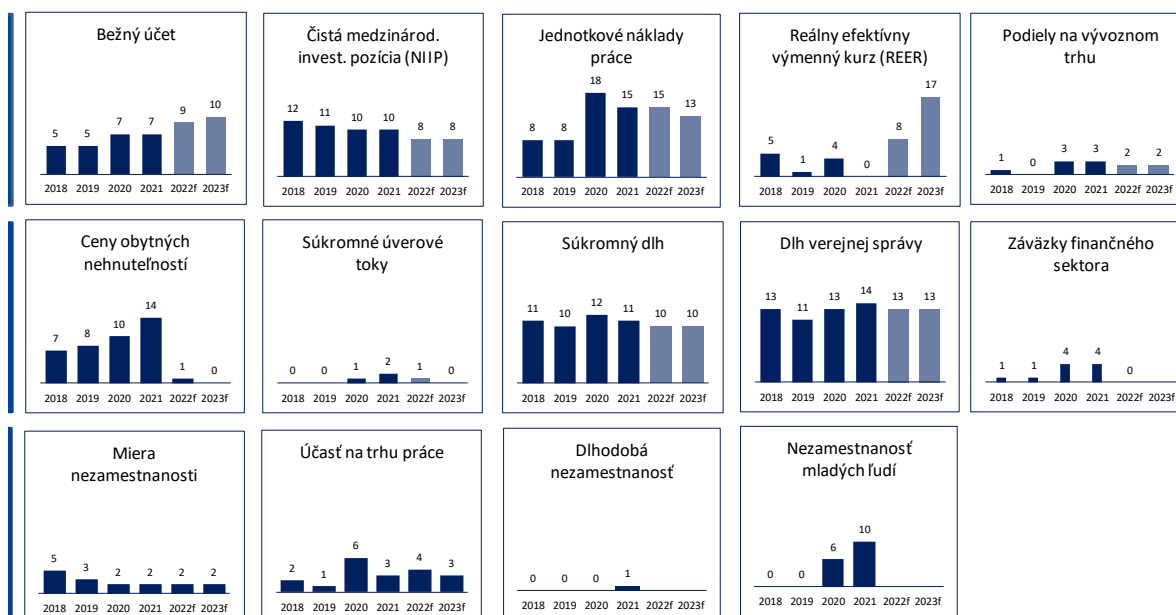 Bežný účet
5 5 7 7 9 10
2018 2019 2020 2021 2022f 2023f
Čistá medzinárod.
invest. pozícia (NIIP)
12 11 10 10 8 8
2018 2019 2020 2021 2022f 2023f
Jednotkové náklady
práce
8 8 18 15 15 13
2018 2019 2020 2021 2022f 2023f
Reálny efektívny
výmenný kurz (REER)
5 1 4 0 8 17
2018 2019 2020 2021 2022f 2023f
Podiely na vývoznom
trhu
1 0 3 3 2 2
2018 2019 2020 2021 2022f 2023f
Ceny obytných
nehnuteľností
7 8 10 14 1 0
2018 2019 2020 2021 2022f 2023f
Súkromné úverové
toky
0 0 1 2 1 0
2018 2019 2020 2021 2022f 2023f
Súkromný dlh
11 10 12 11 10 10
2018 2019 2020 2021 2022f 2023f
Dlh verejnej správy
13 11 13 14 13 13
2018 2019 2020 2021 2022f 2023f
Záväzky finančného
sektora
1 1 4 4 0
2018 2019 2020 2021 2022f 2023f
Miera
nezamestnanosti
5 3 2 2 2 2
2018 2019 2020 2021 2022f 2023f
Účasť na trhu práce
2 1 6 3 4 3
2018 2019 2020 2021 2022f 2023f
Dlhodobá
nezamestnanosť
0 0 0 1
2018 2019 2020 2021 2022f 2023f
Nezamestnanosť
mladých ľudí
0 0 6 10
2018 2019 2020 2021 2022f 2023f